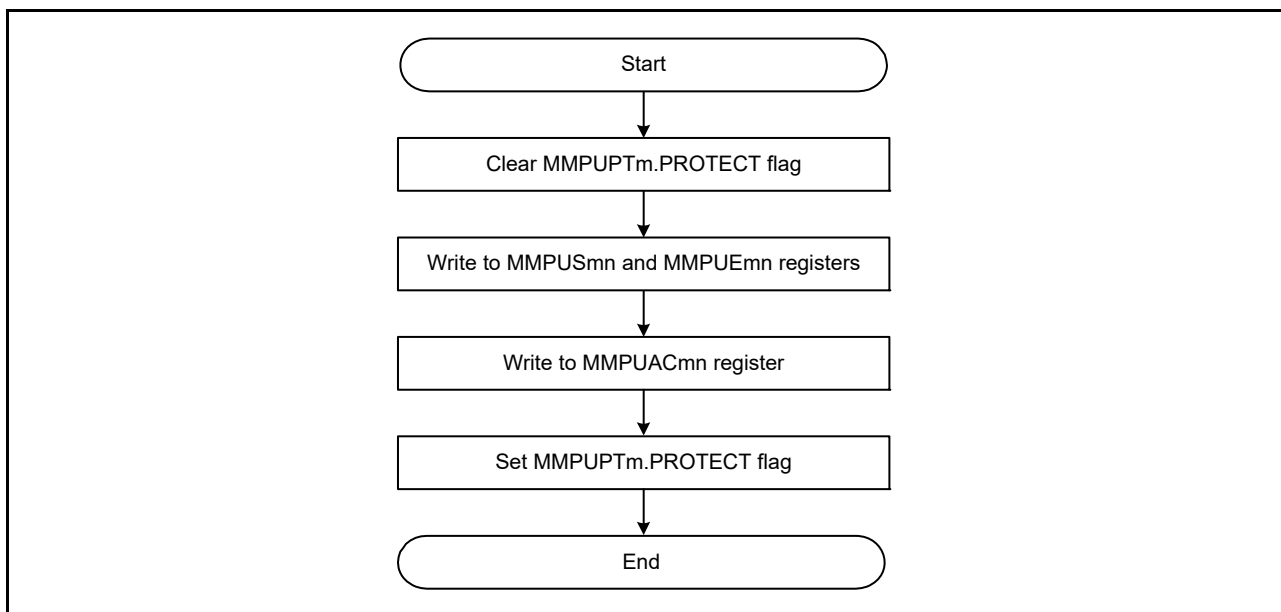 Start
Clear MMPUPTm.PROTECT flag
Write to MMPUSmn and MMPUEmn registers
Write to MMPUACmn register
Set MMPUPTm.PROTECT flag
End